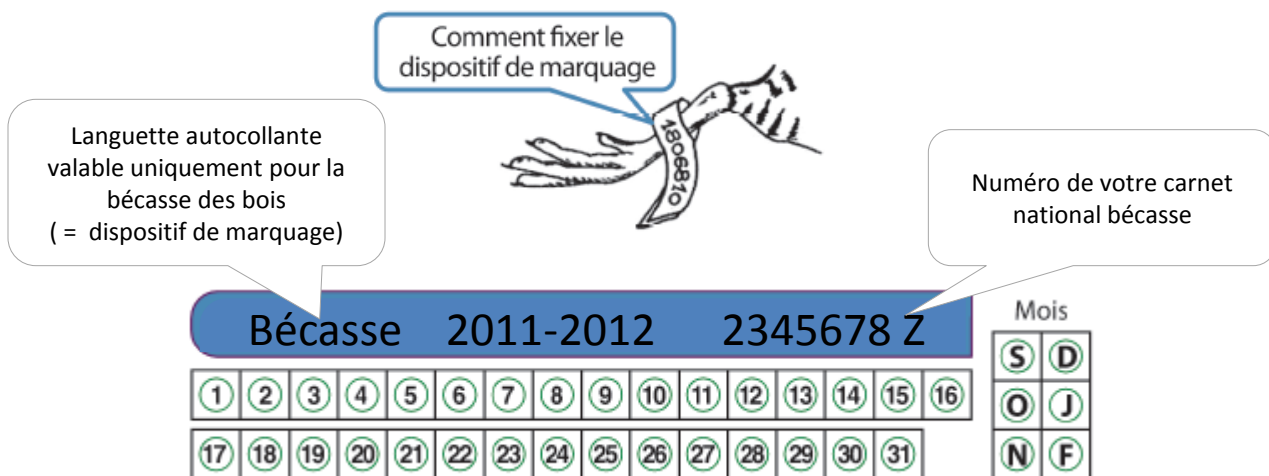 Comment fixer le
dispositif de marquage
1806810
Languette autocollante
valable uniquement pour la
bécasse des bois
( = dispositif de marquage)
Numéro de votre carnet
national bécasse
Bécasse 2011-2012 2345678 Z
Mois
1 2 3 4 5 6 7 8 9 10 11 12 13 14 15 16
S D
O J
17 18 19 20 21 22 23 24 25 26 27 28 29 30 31
N F